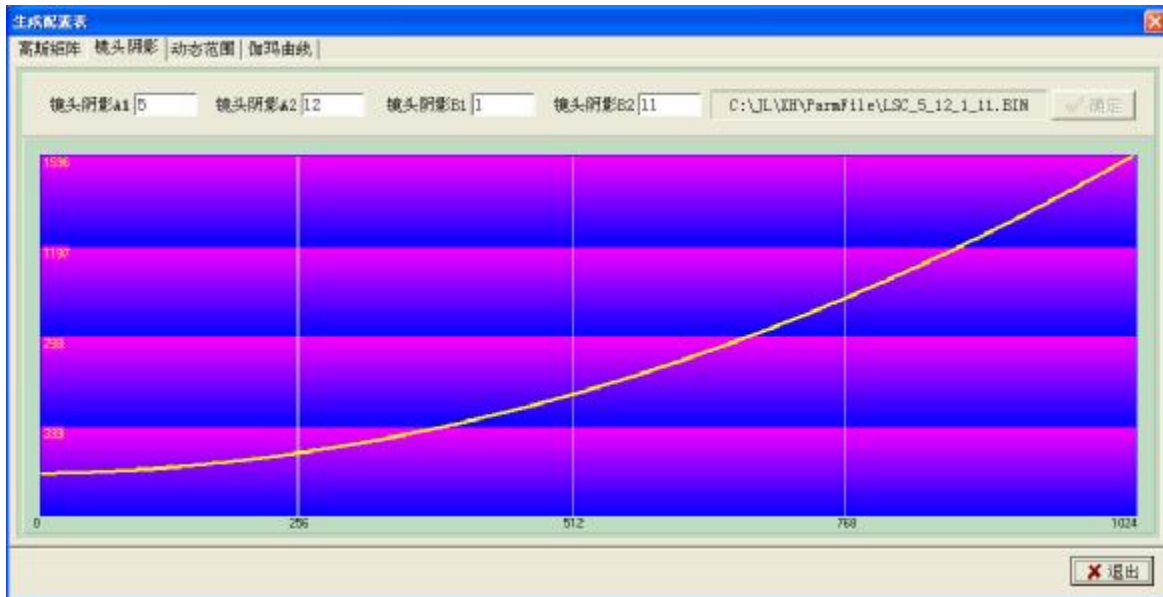 生成配置表
高斯矩阵 镜头阴影 动态范围 伽玛曲线
镜头阴影A1 5 镜头阴影A2 12 镜头阴影B1 1 镜头阴影B2 11 C:\JL\XH\ParmFile\LSC_5_12_1_11.BIN 确定
1596
1197
0 256 512 768 1024
退出